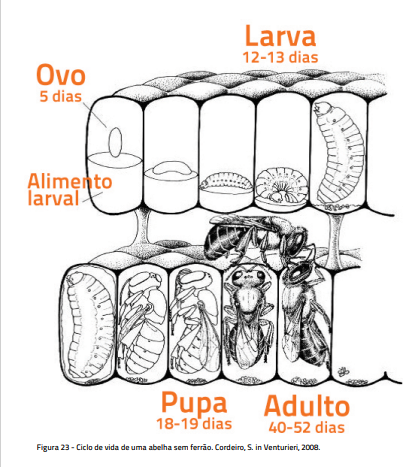 Larva
12-13 dias
Ovo
5 dias
Alimento
larval
Pupa
18-19 dias
Adulto
40-52 dias
Figura 23 - Ciclo de vida de uma abelha sem ferrão. Cordeiro, S. in Venturieri, 2008.